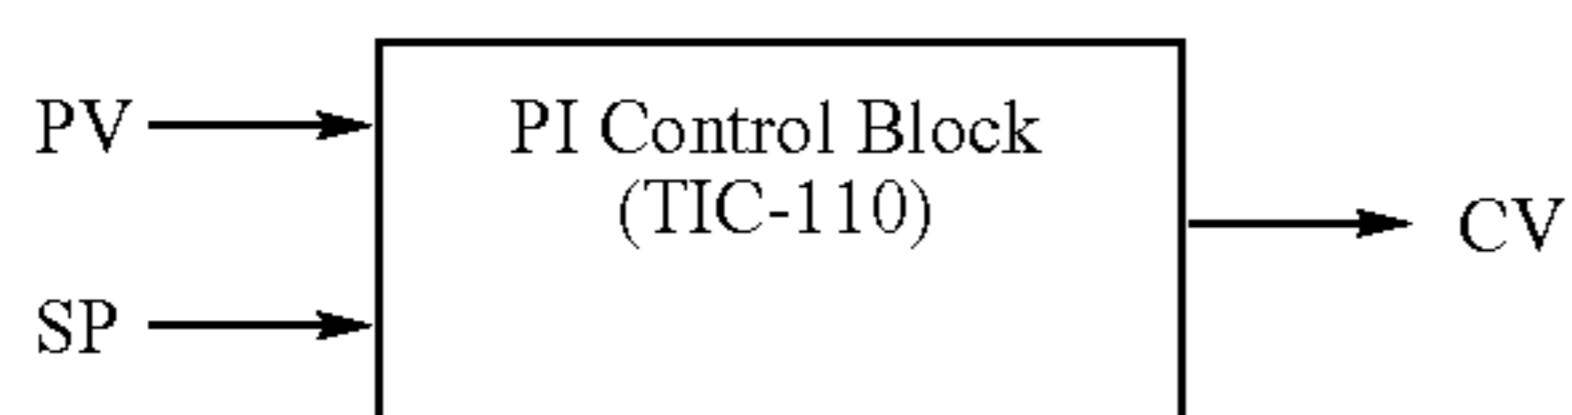 PV
PI Control Block
(TIC-110)
CV
SP